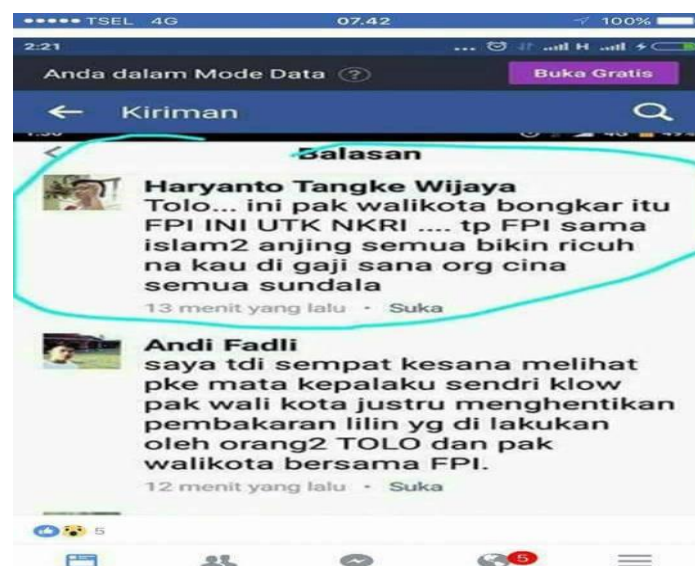 TSEL 4G 07.42 100%
2:21 ... H
Anda dalam Mode Data ? Buka Gratis
Kiriman
Balasan
Haryanto Tangke Wijaya
Tolo... ini pak walikota bongkar itu
FPI INI UTK NKRI .... tp FPI sama
islam2 anjing semua bikin ricuh
na kau di gaji sana org cina
semua sundala
13 menit yang lalu · Suka
Andi Fadli
saya tdi sempat kesana melihat
pke mata kepalaku sendri klow
pak wali kota justru menghentikan
pembakaran lilin yg di lakukan
oleh orang2 TOLO dan pak
walikota bersama FPI.
12 menit yang lalu · Suka
5
5